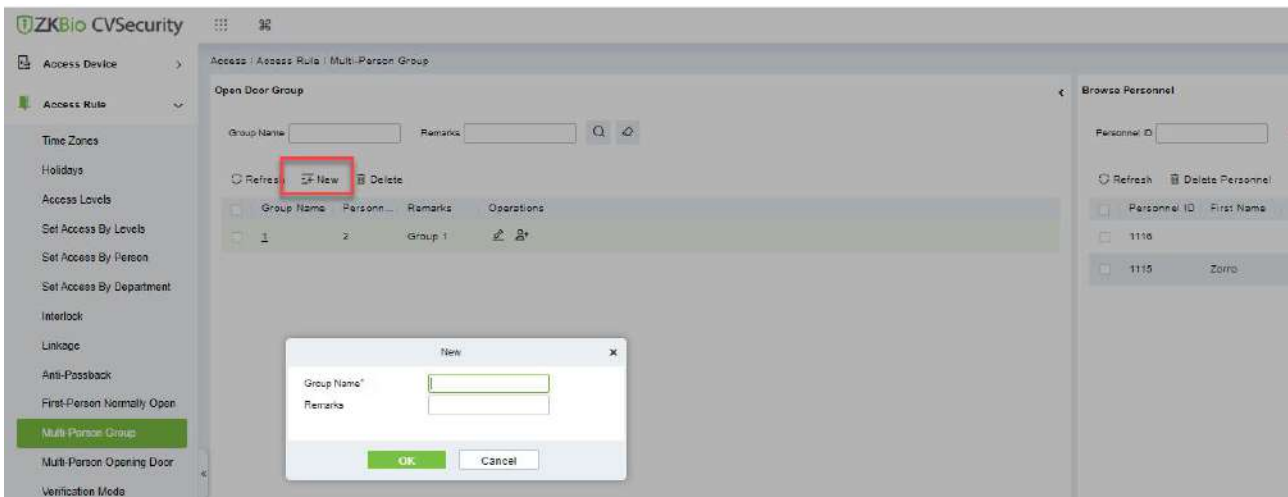 ZKBio CVSecurity
Access Device
Access Rule
Time Zones
Holidays
Access Levels
Set Access By Levels
Set Access By Person
Set Access By Department
Interlock
Linkage
Anti-Passback
First-Person Normally Open
Multi-Person Group
Multi-Person Opening Door
Verification Mode
Access / Access Rule / Multi-Person Group
Open Door Group
Group Name
Remarks
Refresh New Delete
Group Name Personn... Remarks Operations
1 2 Group 1
Browse Personnel
Personnel ID
Refresh Delete Personnel
Personnel ID First Name
1116
1115 Zorro
New
Group Name*
Remarks
OK Cancel